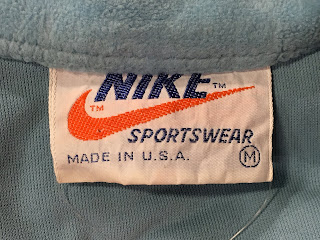 NIKE™
™
SPORTSWEAR
MADE IN U.S.A. Ⓜ